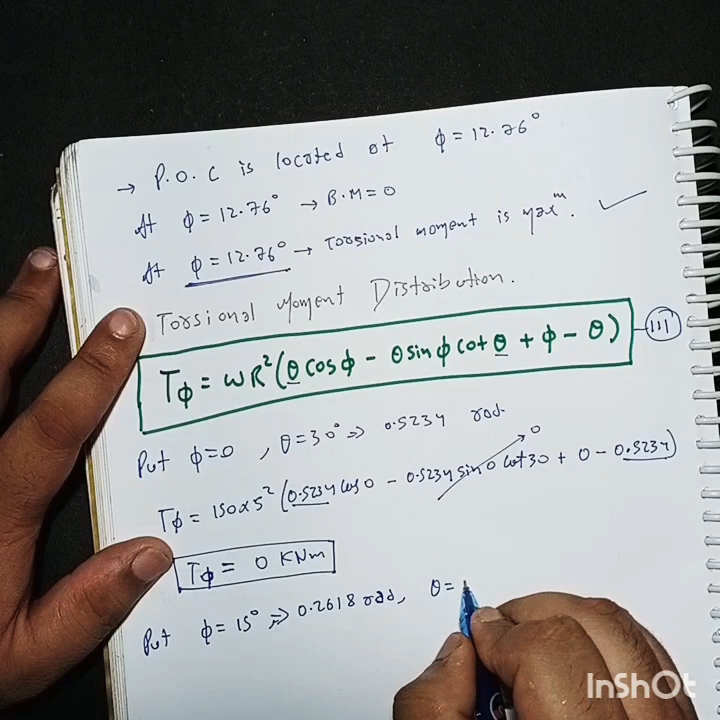 → P.O.C is located at ϕ = 12.76°
At ϕ = 12.76° → B.M = 0
At ϕ = 12.76° → Torsional moment is maxᵐ. ✓
Torsional Moment Distribution.
Tϕ = wR²(θ cosϕ - θ sinϕ cotθ + ϕ - θ) - (III)
Put ϕ = 0 , θ = 30° ⇒ 0.5234 rad.
Tϕ = 150 x 5² (0.5234 cos 0 - 0.5234 sin 0 cot 30 + 0 - 0.5234)
0
Tϕ = 0 KNm
Put ϕ = 15° ⇒ 0.2618 rad, θ =
InShOt